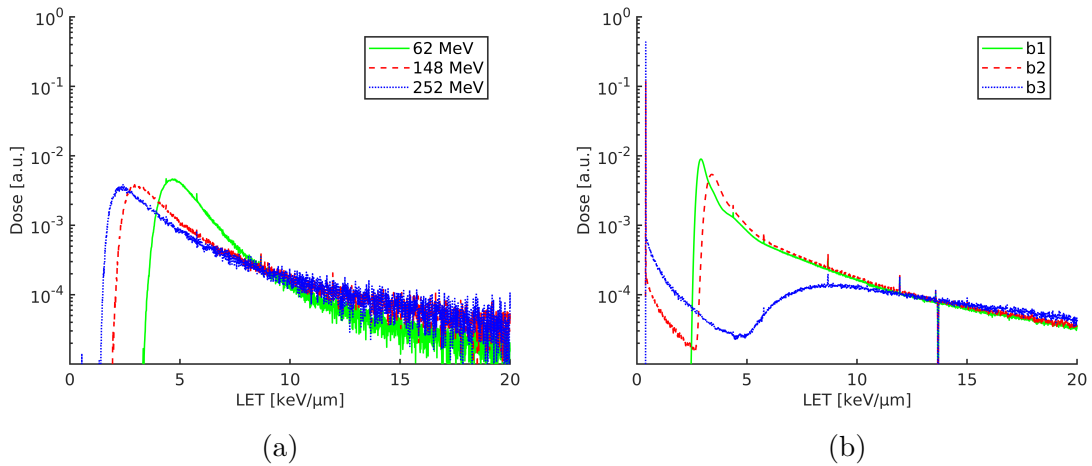 10^0
10^-1
10^-2
10^-3
10^-4
Dose [a.u.]
62 MeV
148 MeV
252 MeV
0 5 10 15 20
LET [keV/μm]
(a)
10^0
10^-1
10^-2
10^-3
10^-4
Dose [a.u.]
b1
b2
b3
0 5 10 15 20
LET [keV/μm]
(b)